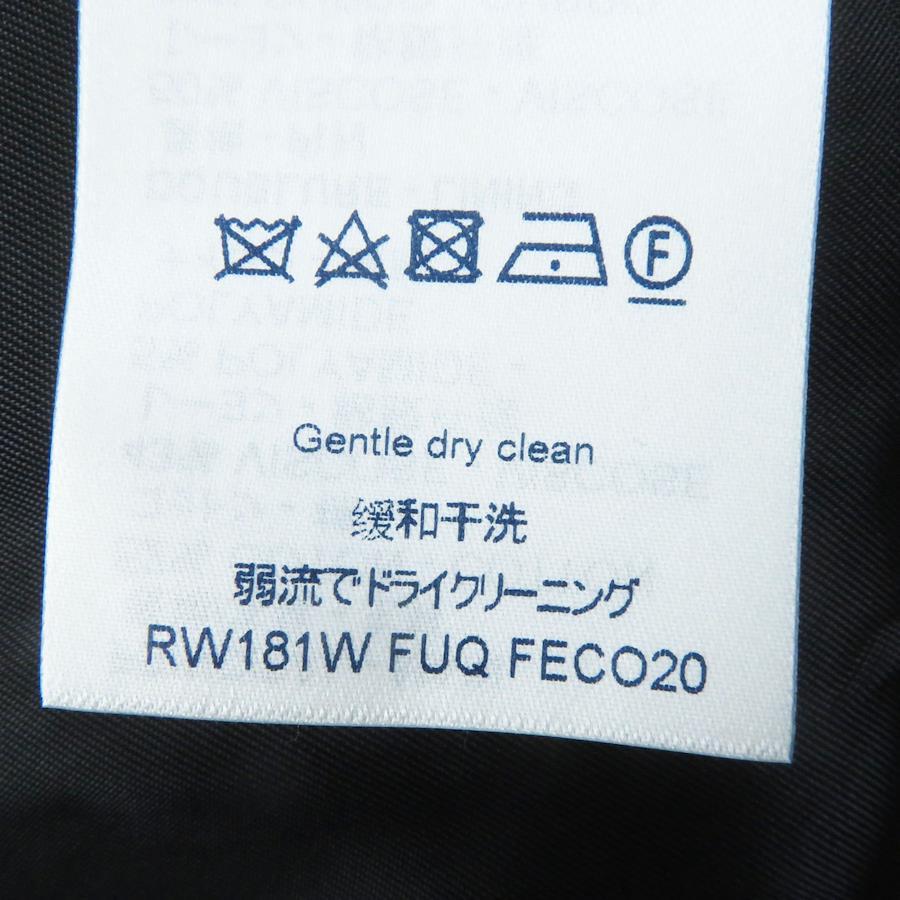 F
Gentle dry clean
缓和干洗
弱流でドライクリーニング
RW181W FUQ FECO20